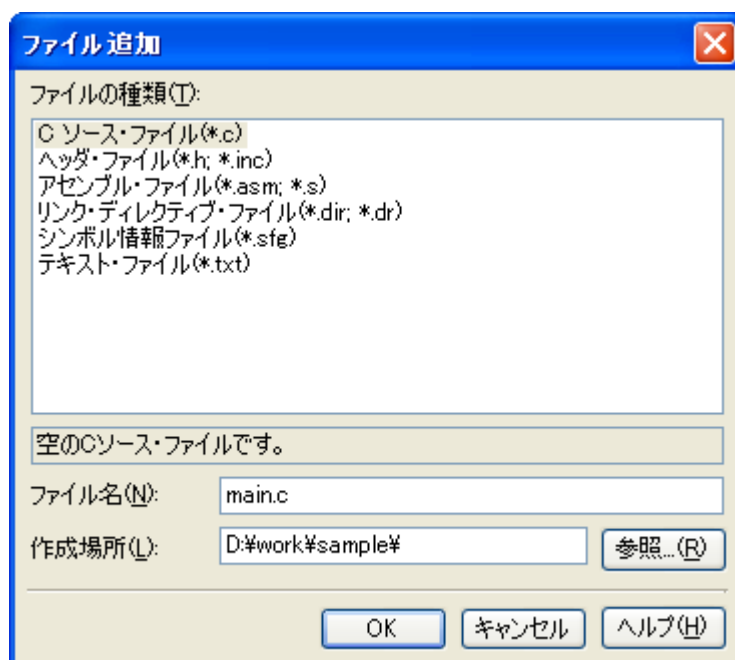 ファイル追加
ファイルの種類(T):
C ソース・ファイル(*.c)
ヘッダ・ファイル(*.h; *.inc)
アセンブル・ファイル(*.asm; *.s)
リンク・ディレクティブ・ファイル(*.dir; *.dr)
シンボル情報ファイル(*.sfg)
テキスト・ファイル(*.txt)
空のCソース・ファイルです。
ファイル名(N): main.c
作成場所(L): D:¥work¥sample¥ 参照...(R)
OK キャンセル ヘルプ(H)